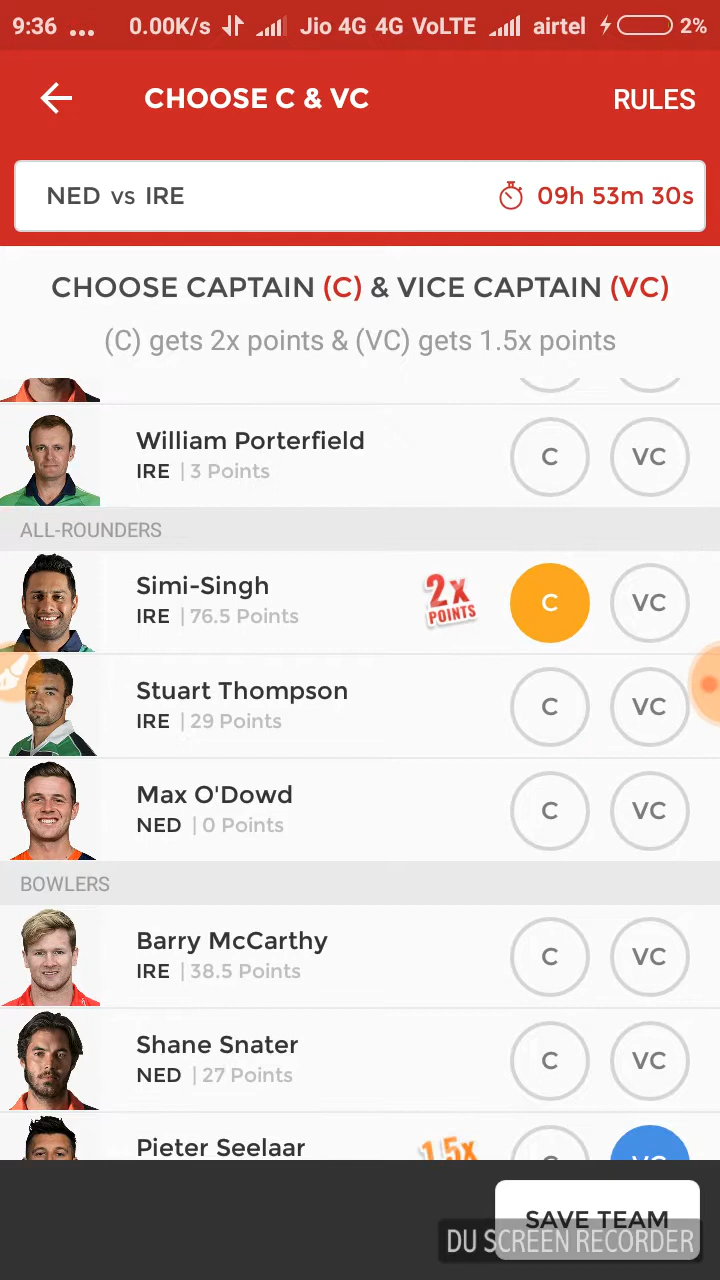 9:36 ... 0.00K/s Jio 4G 4G VoLTE airtel 2%
CHOOSE C & VC RULES
NED vs IRE 09h 53m 30s
CHOOSE CAPTAIN (C) & VICE CAPTAIN (VC)
(C) gets 2x points & (VC) gets 1.5x points
William Porterfield
IRE | 3 Points
C VC
ALL-ROUNDERS
Simi-Singh
IRE | 76.5 Points
2x
POINTS
C VC
Stuart Thompson
IRE | 29 Points
C VC
Max O'Dowd
NED | 0 Points
C VC
BOWLERS
Barry McCarthy
IRE | 38.5 Points
C VC
Shane Snater
NED | 27 Points
C VC
Pieter Seelaar
1.5x
C VC
SAVE TEAM
DU SCREEN RECORDER